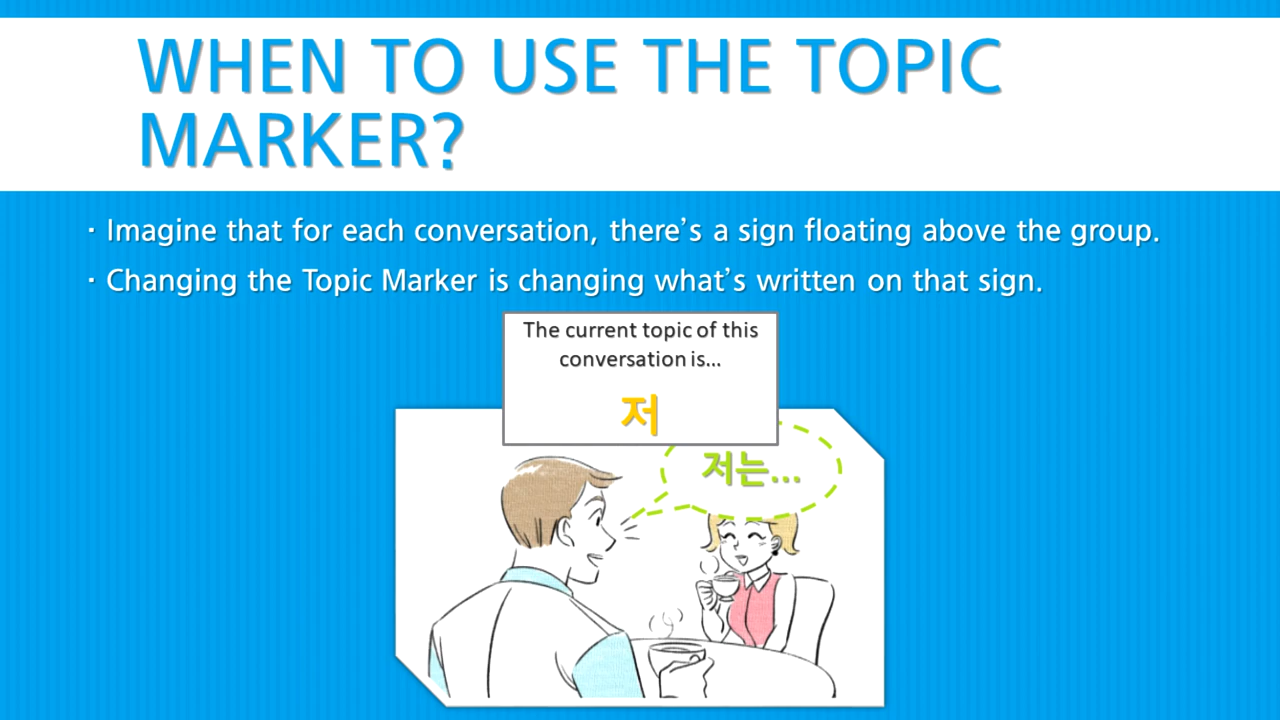 WHEN TO USE THE TOPIC
MARKER?
· Imagine that for each conversation, there's a sign floating above the group.
· Changing the Topic Marker is changing what's written on that sign.
The current topic of this
conversation is...
저
저는...